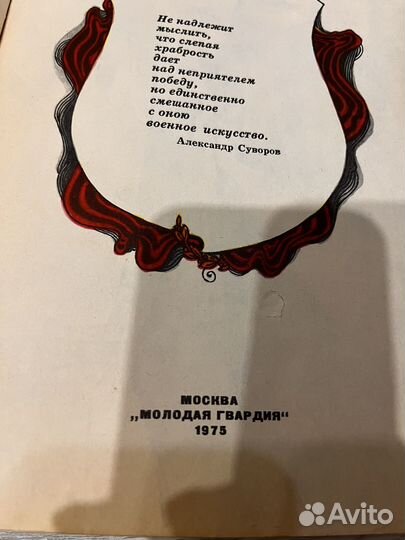 Не надлежит
мыслить,
что слепая
храбрость
дает
над неприятелем
победу,
но единственно
смешанное
с оною
военное искусство.
Александр Суворов
МОСКВА
„МОЛОДАЯ ГВАРДИЯ“
1975
Avito